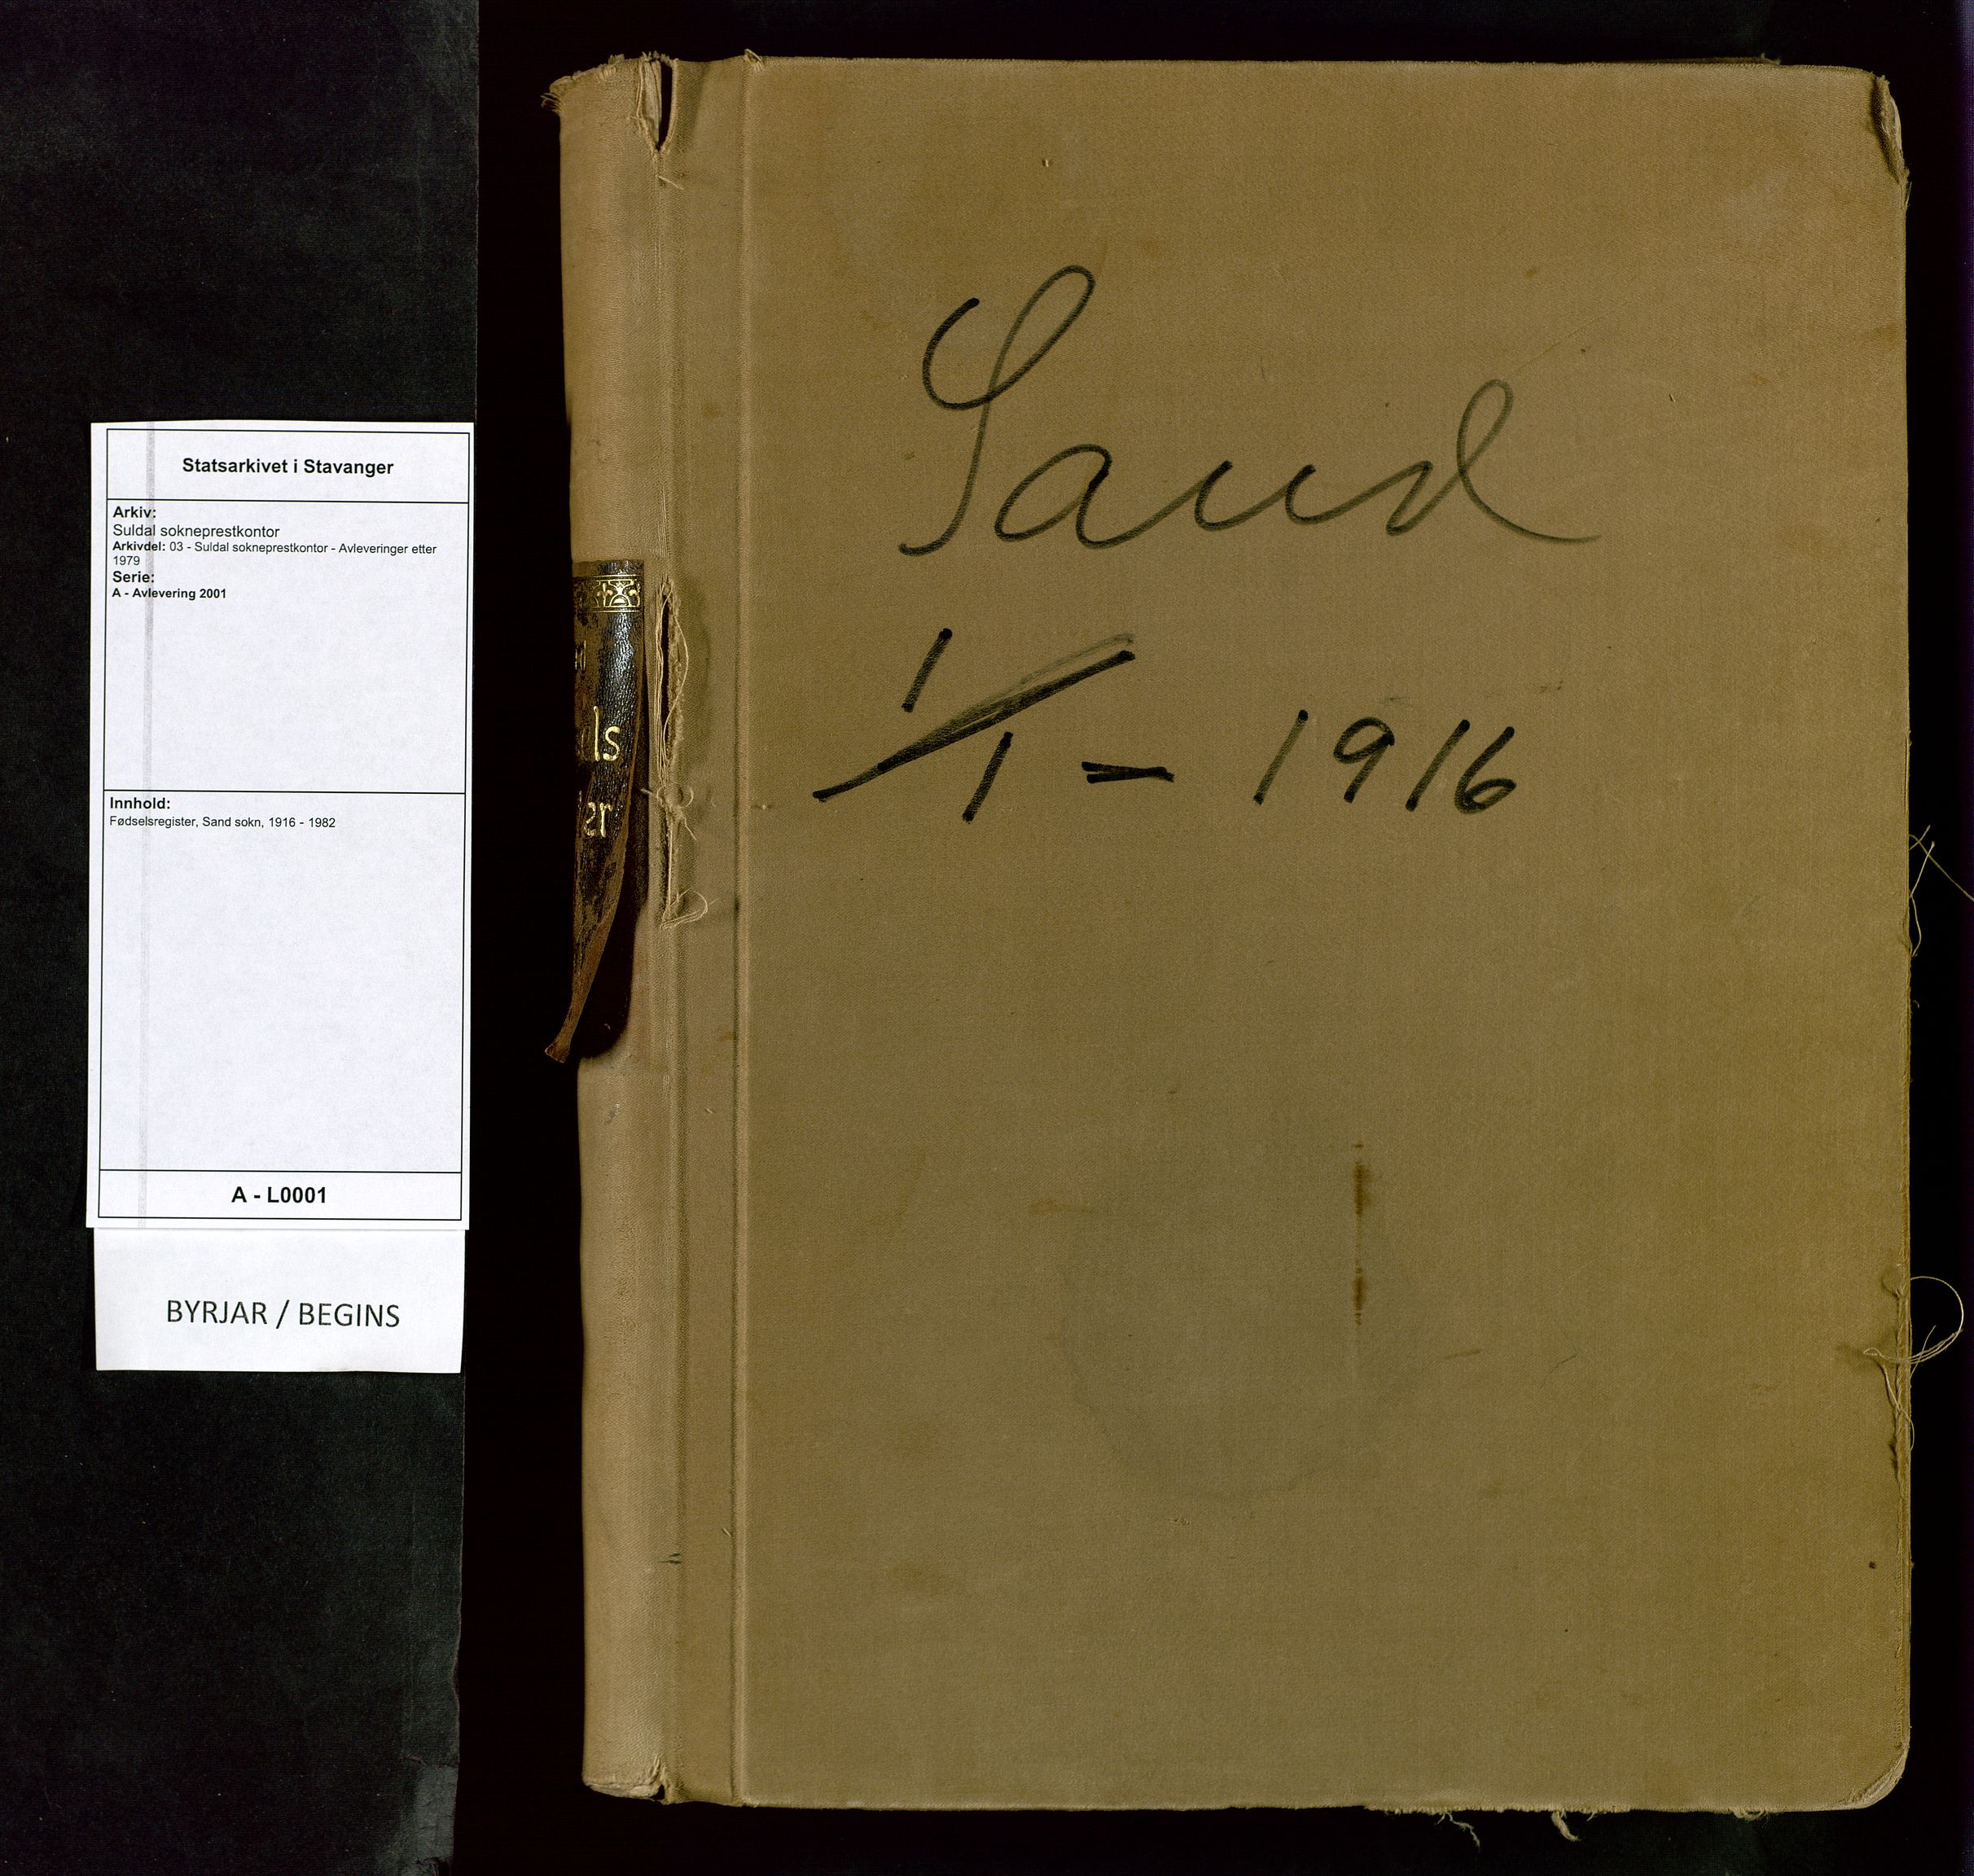 Statsarkivet i Stavanger
Arkiv:
Suldal sokneprestkontor
Arkivdel: 03 - Suldal sokneprestkontor - Avleveringer etter
1979
Serie:
A - Avlevering 2001
Innhold:
Fødselsregister, Sand sokn, 1916 - 1982
A - L0001
BYRJAR / BEGINS
Sand
1/1 - 1916